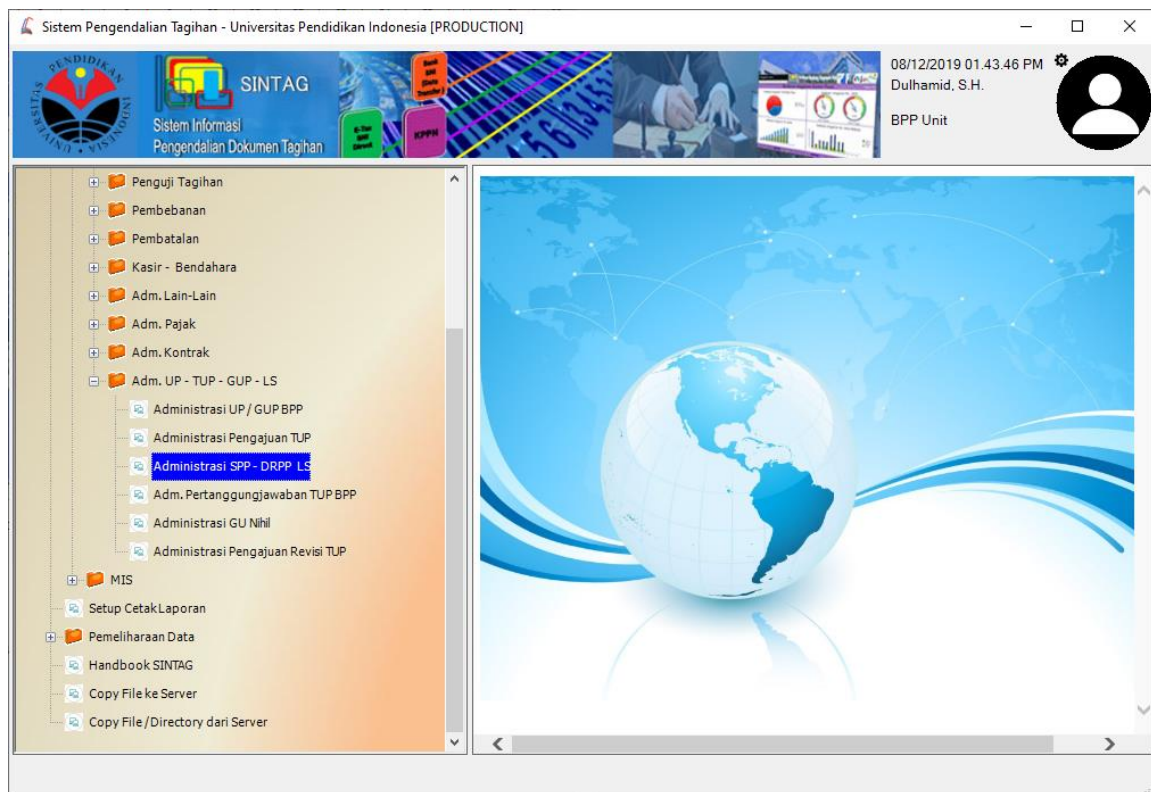 Sistem Pengendalian Tagihan - Universitas Pendidikan Indonesia [PRODUCTION]
UNIVERSITAS PENDIDIKAN INDONESIA
SINTAG
Sistem Informasi
Pengendalian Dokumen Tagihan
KPPN
08/12/2019 01.43.46 PM
Dulhamid, S.H.
BPP Unit
Penguji Tagihan
Pembebanan
Pembatalan
Kasir - Bendahara
Adm. Lain-Lain
Adm. Pajak
Adm. Kontrak
Adm. UP - TUP - GUP - LS
Administrasi UP / GUP BPP
Administrasi Pengajuan TUP
Administrasi SPP - DRPP LS
Adm. Pertanggungjawaban TUP BPP
Administrasi GU Nihil
Administrasi Pengajuan Revisi TUP
MIS
Setup Cetak Laporan
Pemeliharaan Data
Handbook SINTAG
Copy File ke Server
Copy File / Directory dari Server